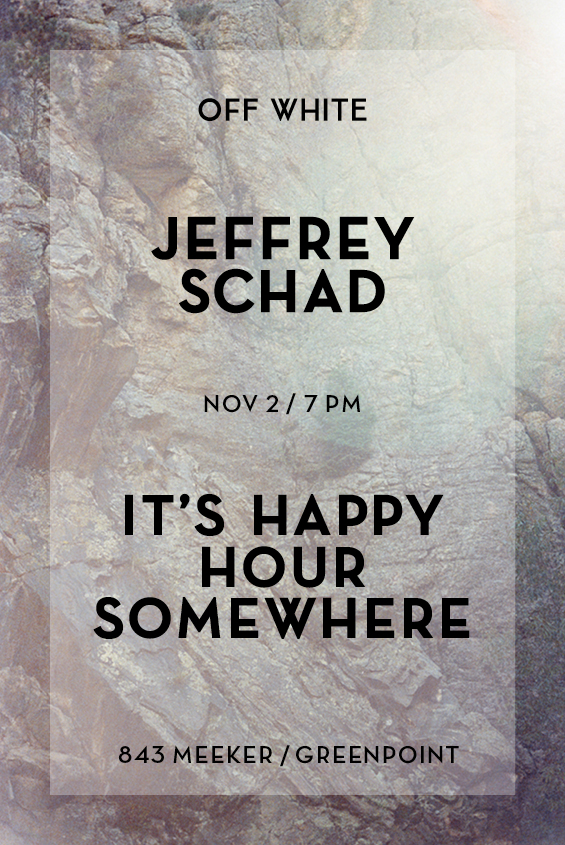 OFF WHITE
JEFFREY
SCHAD
NOV 2 / 7 PM
IT’S HAPPY
HOUR
SOMEWHERE
843 MEEKER / GREENPOINT